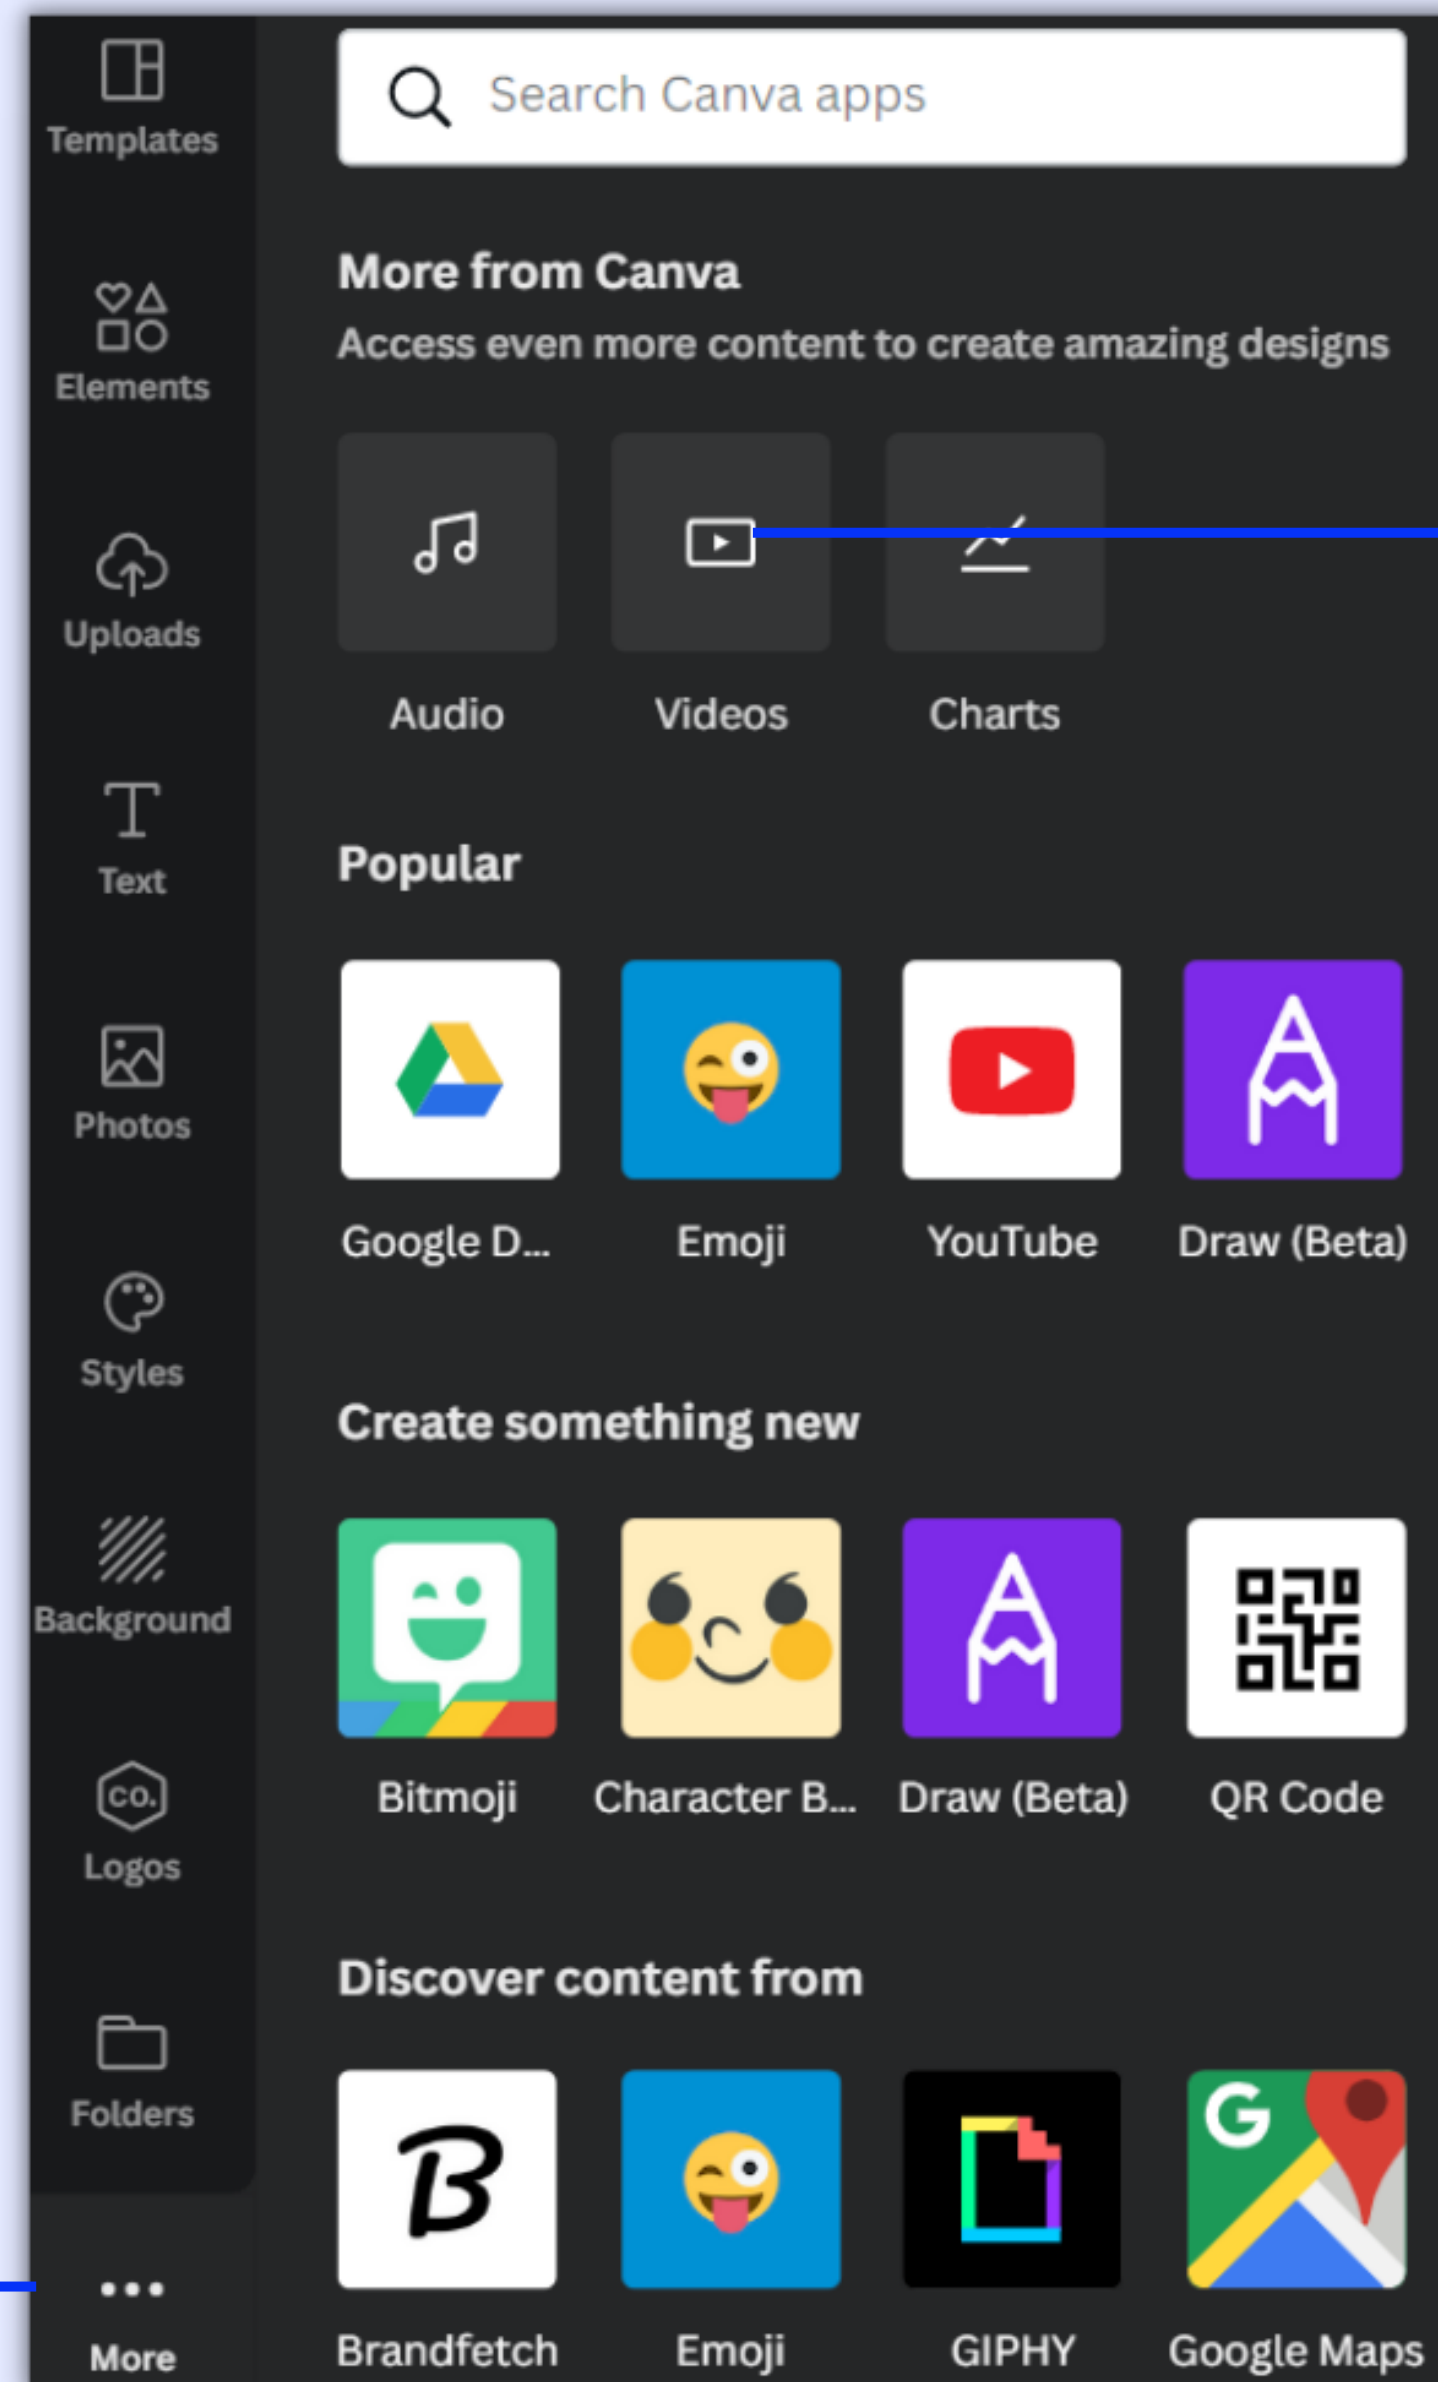 Templates
Elements
Uploads
Text
Photos
Styles
Background
CO.
Logos
Folders
More
Search Canva apps
More from Canva
Access even more content to create amazing designs
Audio Videos Charts
Popular
Google D... Emoji YouTube Draw (Beta)
Create something new
Bitmoji Character B... Draw (Beta) QR Code
Discover content from
B G
Brandfetch Emoji GIPHY Google Maps